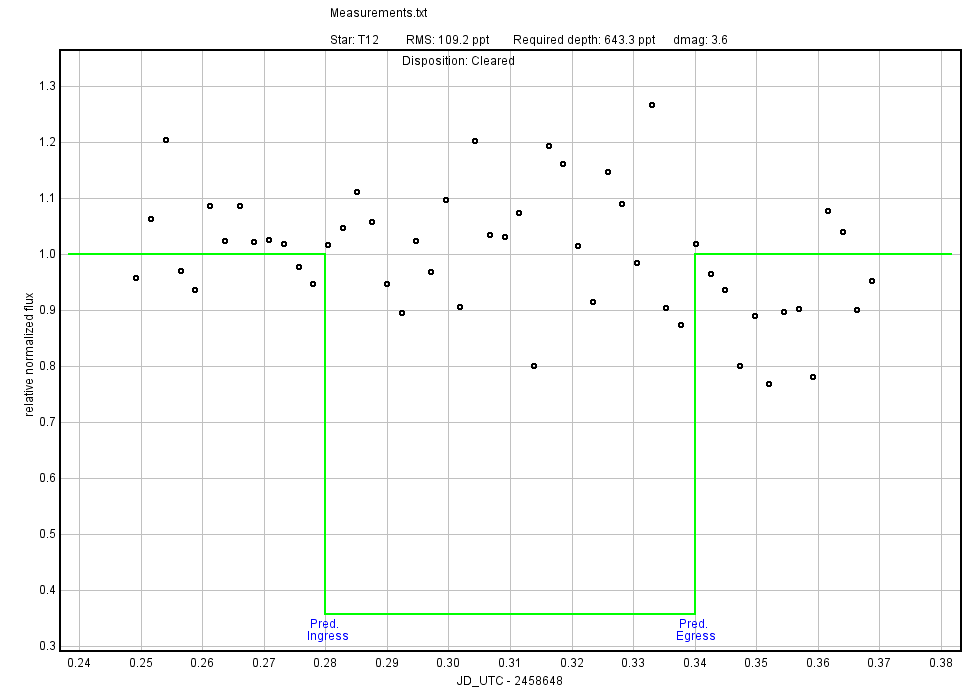 Measurements.txt
Star: T12 RMS: 109.2 ppt Required depth: 643.3 ppt dmag: 3.6
Disposition: Cleared
relative normalized flux
1.3
1.2
1.1
1.0
0.9
0.8
0.7
0.6
0.5
0.4
0.3
Pred.
Ingress
Pred.
Egress
0.24 0.25 0.26 0.27 0.28 0.29 0.30 0.31 0.32 0.33 0.34 0.35 0.36 0.37 0.38
JD_UTC - 2458648